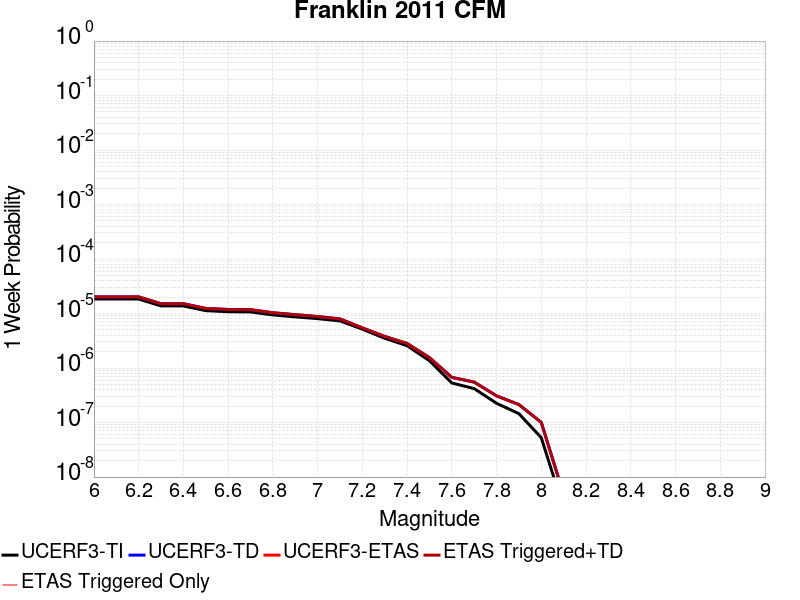 Franklin 2011 CFM
1 Week Probability
10^0
10^-1
10^-2
10^-3
10^-4
10^-5
10^-6
10^-7
10^-8
6 6.2 6.4 6.6 6.8 7 7.2 7.4 7.6 7.8 8 8.2 8.4 8.6 8.8 9
Magnitude
UCERF3-TI UCERF3-TD UCERF3-ETAS ETAS Triggered+TD
ETAS Triggered Only